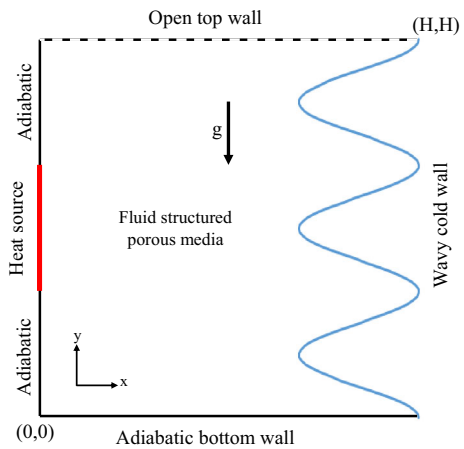 Open top wall
(H,H)
Adiabatic
g
Heat source
Fluid structured
porous media
Wavy cold wall
Adiabatic
y
x
(0,0)
Adiabatic bottom wall